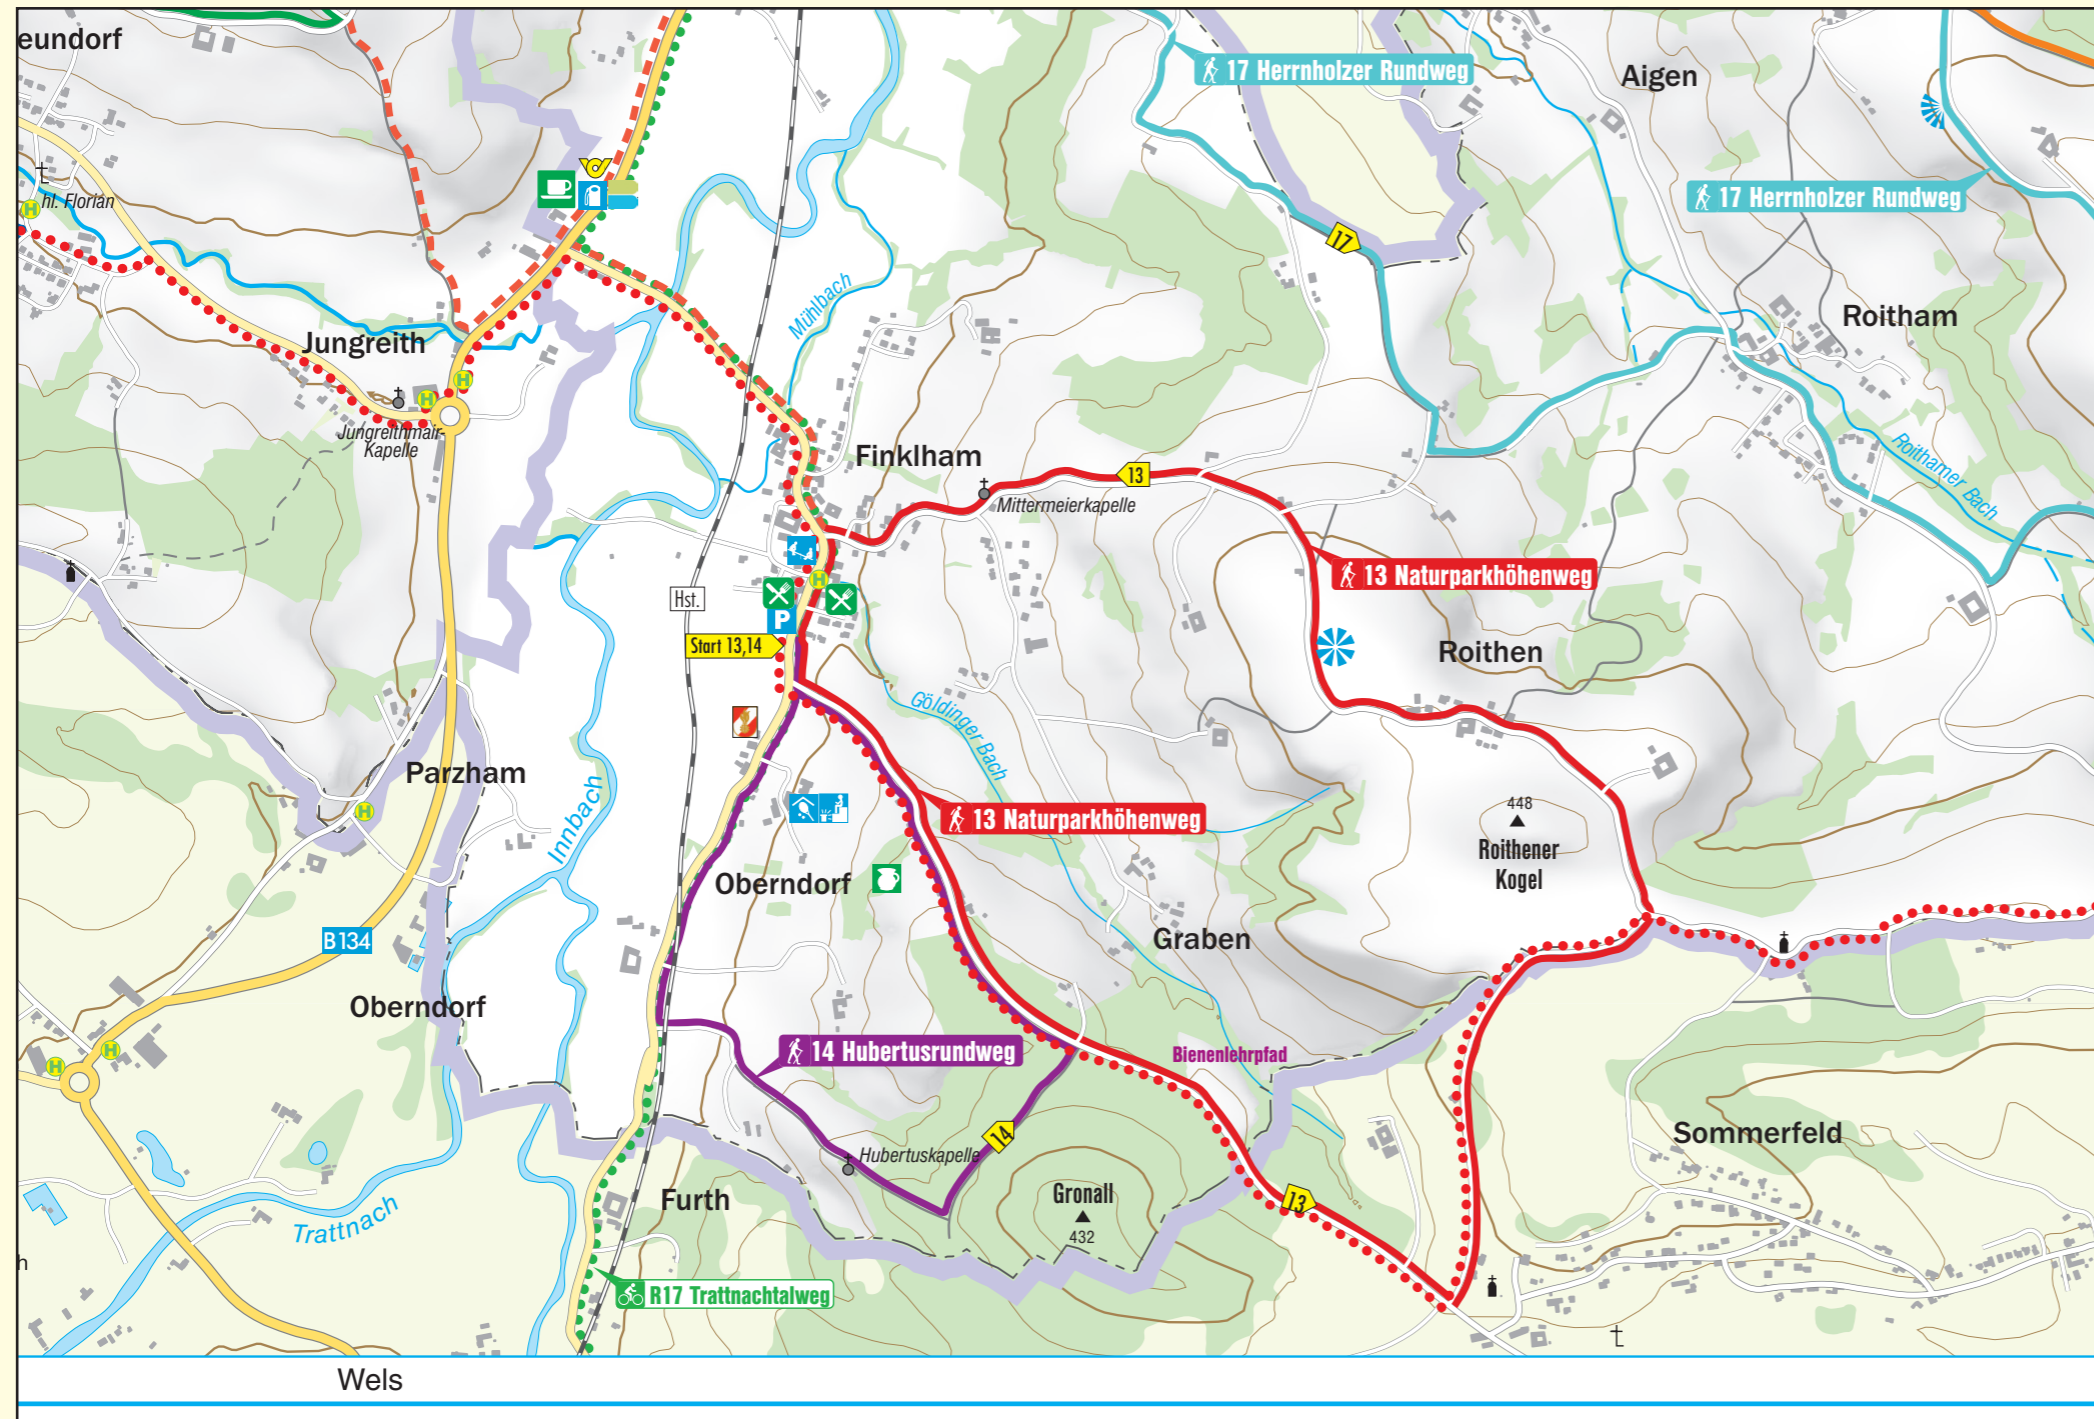 eundorf
17 Herrnholzer Rundweg
Aigen
hl. Florian
H
17 Herrnholzer Rundweg
17
Mühlbach
Roitham
Jungreith
H
H
Jungreithmair-
Kapelle
Finklham
13
Mittermeierkapelle
Roithamer Bach
13 Naturparkhöhenweg
H
Hst.
P
Start 13,14
Roithen
Göldinger Bach
Parzham
H
Innbach
13 Naturparkhöhenweg
448
Roithener
Kogel
Oberndorf
B134
Graben
Oberndorf
14 Hubertusrundweg
Bienenlehrpfad
H
H
14
Hubertuskapelle
Sommerfeld
Gronall
432
13
Furth
Trattnach
h
R17 Trattnachtalweg
Wels